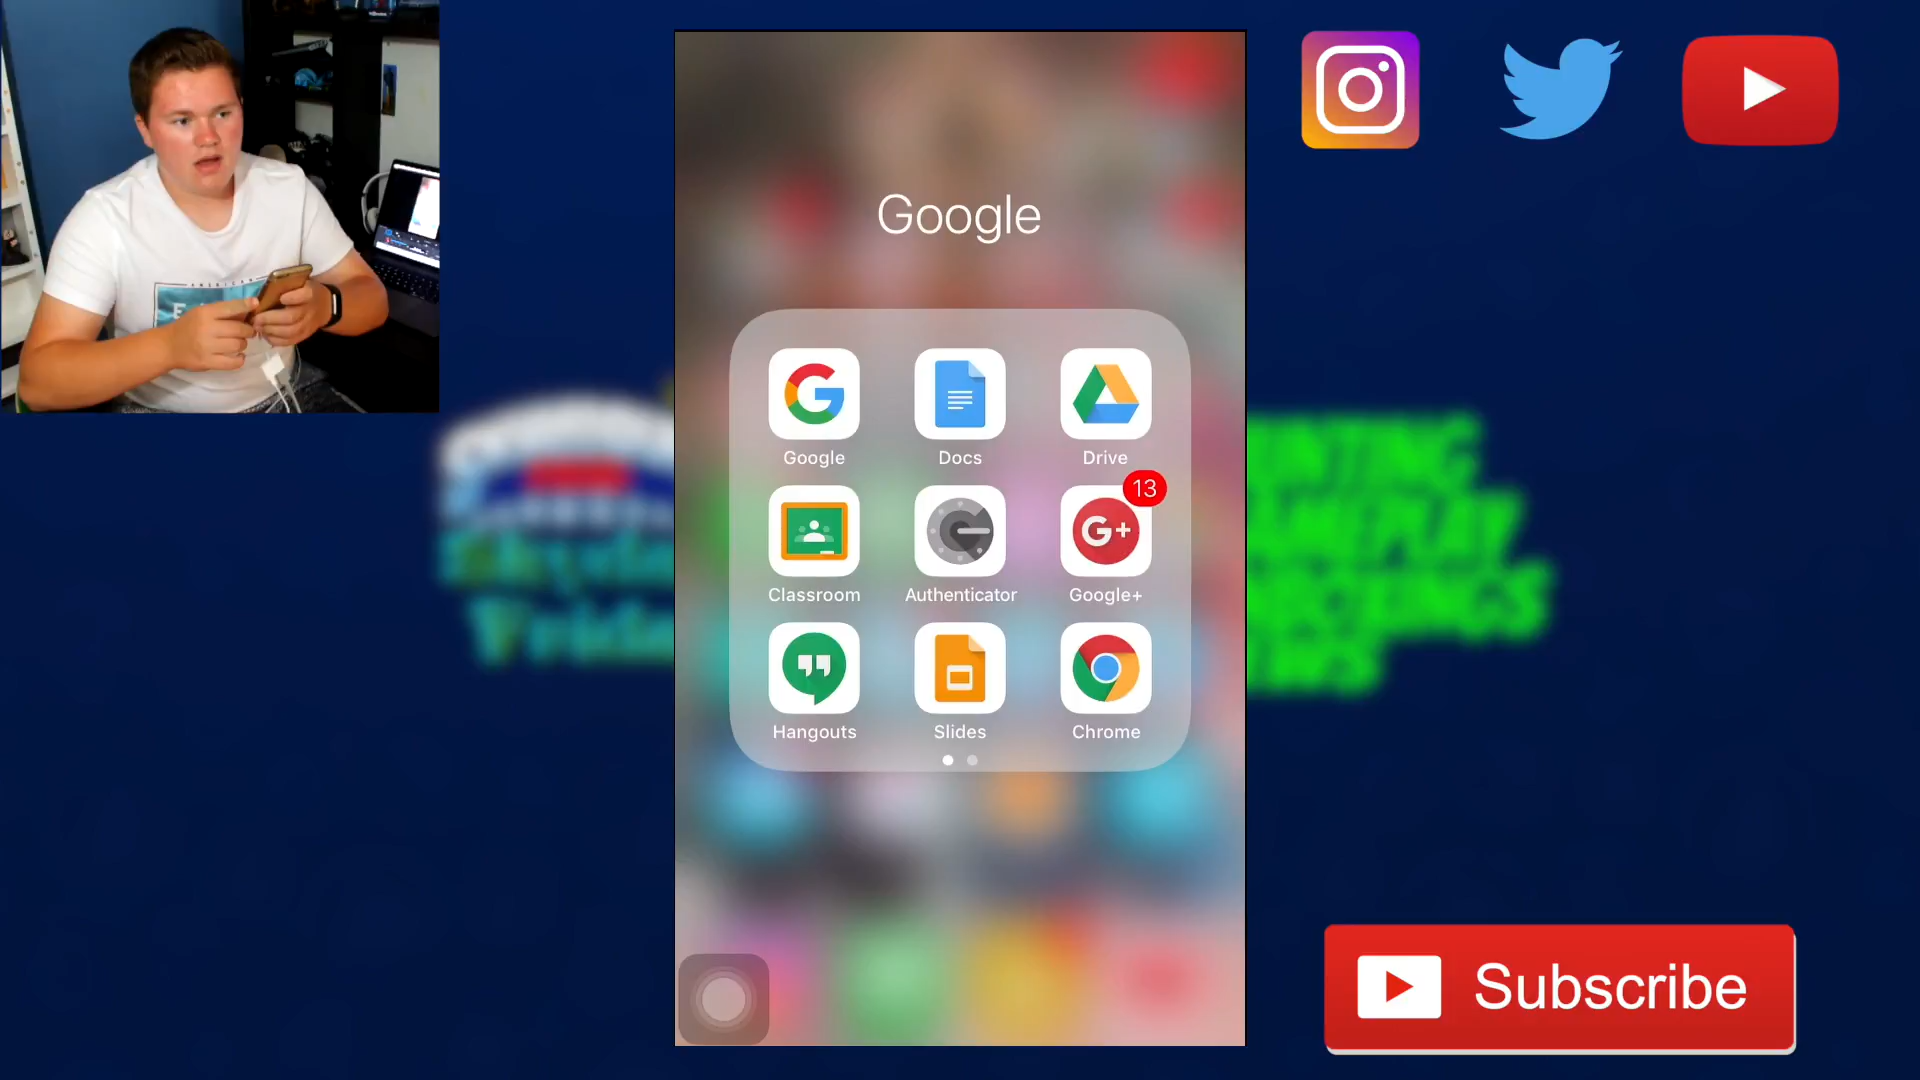 Google
Google Docs Drive
13
G+
Classroom Authenticator Google+
Hangouts Slides Chrome
Subscribe